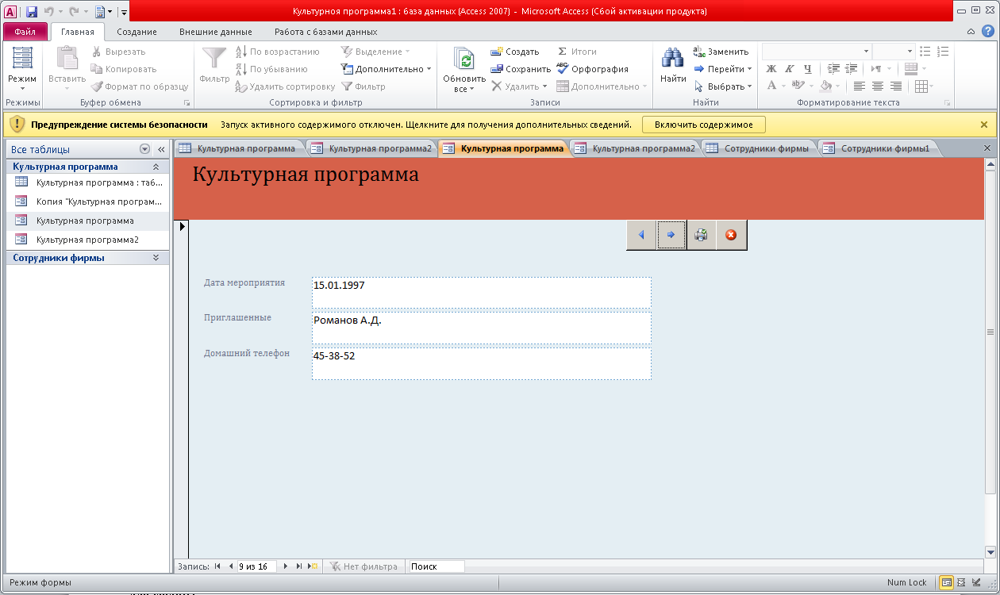 Культурноя программа1 : база данных (Access 2007) - Microsoft Access (Сбой активации продукта)
Файл Главная Создание Внешние данные Работа с базами данных
Режим
Режимы
Вставить
Вырезать
Копировать
Формат по образцу
Буфер обмена
Фильтр
По возрастанию
По убыванию
Удалить сортировку
Выделение
Дополнительно
Фильтр
Сортировка и фильтр
Обновить
все
Создать
Сохранить
Удалить
Итоги
Орфография
Дополнительно
Записи
Найти
Заменить
Перейти
Выбрать
Найти
Ж К Ч
А
Форматирование текста
Предупреждение системы безопасности Запуск активного содержимого отключен. Щелкните для получения дополнительных сведений. Включить содержимое
Все таблицы
Культурная программа
Культурная программа : таб...
Копия "Культурная програм...
Культурная программа
Культурная программа2
Сотрудники фирмы
Культурная программа Культурная программа2 Культурная программа Культурная программа2 Сотрудники фирмы Сотрудники фирмы1
Культурная программа
Дата мероприятия 15.01.1997
Приглашенные Романов А.Д.
Домашний телефон 45-38-52
Запись: 9 из 16 Нет фильтра Поиск
Режим формы Num Lock